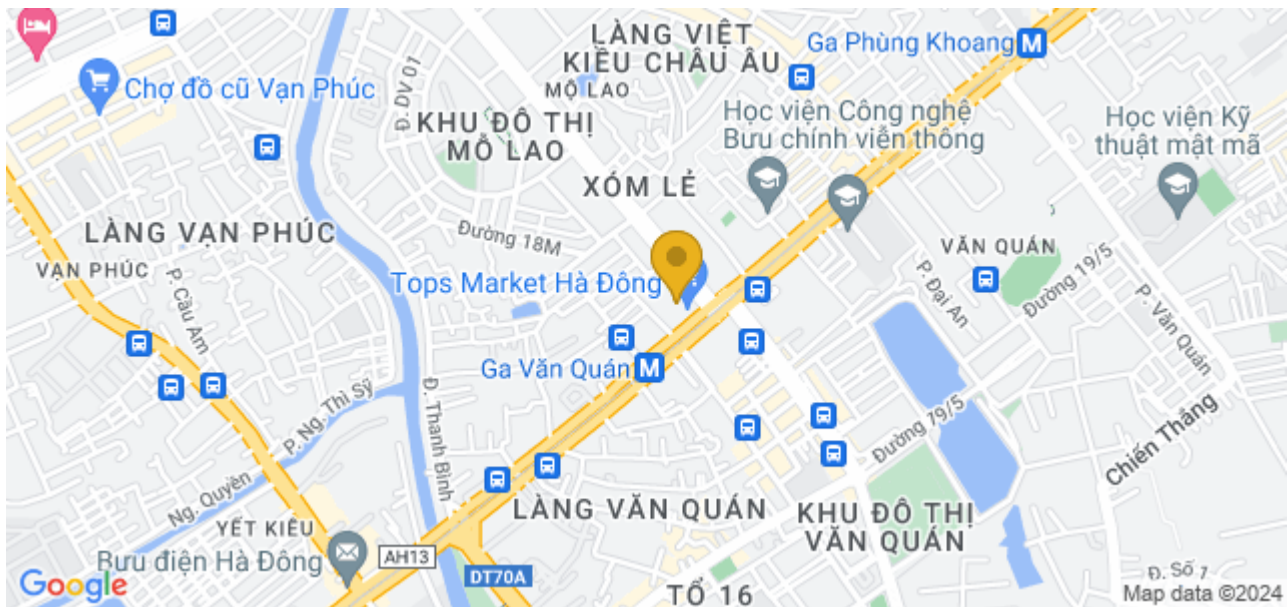 LÀNG VIỆT
KIỀU CHÂU ÂU
Ga Phùng Khoang
M
Chợ đồ cũ Vạn Phúc
Đ. DV 01
MỘ LAO
KHU ĐÔ THỊ
MỖ LAO
Học viện Công nghệ
Bưu chính viễn thông
Học viện Kỹ
thuật mật mã
XÓM LẺ
LÀNG VẠN PHÚC
Đường 18M
VĂN QUÁN
VẠN PHÚC
P. Cầu Am
Tops Market Hà Đông
P. Đại An
Đường 19/5
P. Văn Quán
Ga Văn Quán
M
P. Ng. Thi Sỹ
Đ. Thanh Bình
Đường 19/5
Chiến Thắng
Ng. Quyền
LÀNG VĂN QUÁN
KHU ĐÔ THỊ
VĂN QUÁN
YẾT KIÊU
Bưu điện Hà Đông
AH13
DT70A
Đ. Số 1
Google
TỔ 16
Map data ©2024